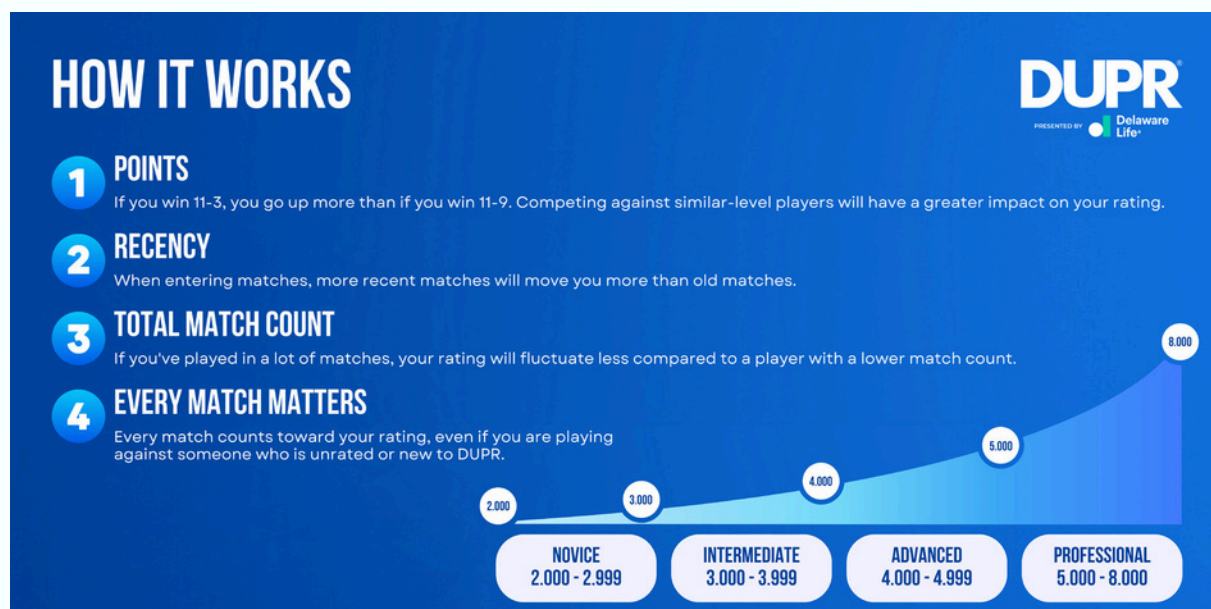 HOW IT WORKS
DUPR®
PRESENTED BY Delaware
Life
1 POINTS
If you win 11-3, you go up more than if you win 11-9. Competing against similar-level players will have a greater impact on your rating.
2 RECENCY
When entering matches, more recent matches will move you more than old matches.
3 TOTAL MATCH COUNT
If you've played in a lot of matches, your rating will fluctuate less compared to a player with a lower match count.
4 EVERY MATCH MATTERS
Every match counts toward your rating, even if you are playing
against someone who is unrated or new to DUPR.
2.000
3.000
4.000
5.000
8.000
NOVICE
2.000 - 2.999
INTERMEDIATE
3.000 - 3.999
ADVANCED
4.000 - 4.999
PROFESSIONAL
5.000 - 8.000